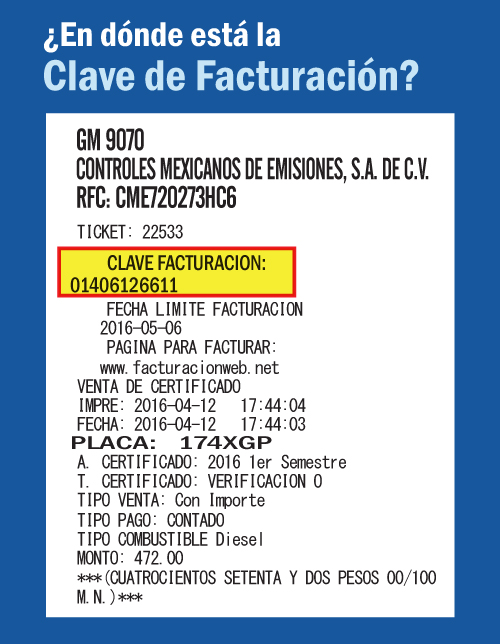 ¿En dónde está la
Clave de Facturación?
GM 9070
CONTROLES MEXICANOS DE EMISIONES, S.A. DE C.V.
RFC: CME720273HC6
TICKET: 22533
CLAVE FACTURACION:
01406126611
FECHA LIMITE FACTURACION
2016-05-06
PAGINA PARA FACTURAR:
www.facturacionweb.net
VENTA DE CERTIFICADO
IMPRE: 2016-04-12 17:44:04
FECHA: 2016-04-12 17:44:03
PLACA: 174XGP
A. CERTIFICADO: 2016 1er Semestre
T. CERTIFICADO: VERIFICACION O
TIPO VENTA: Con Importe
TIPO PAGO: CONTADO
TIPO COMBUSTIBLE Diesel
MONTO: 472.00
***(CUATROCIENTOS SETENTA Y DOS PESOS 00/100
M.N.)***